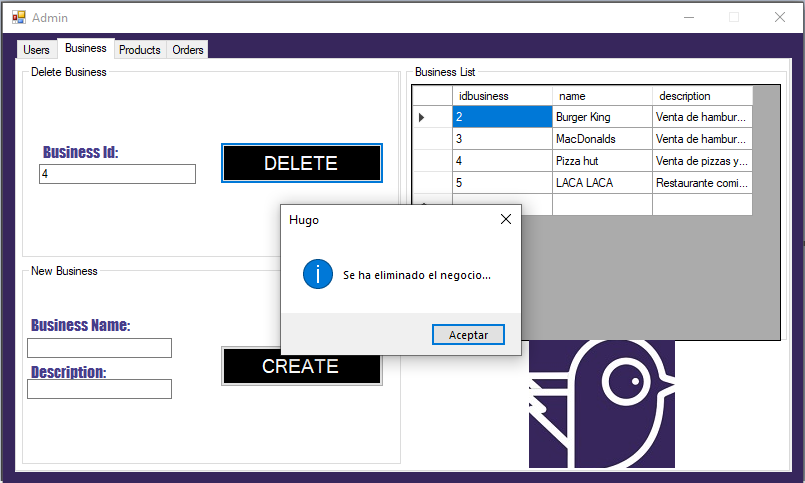 Admin
Users Business Products Orders
Delete Business
Business Id:
4
DELETE
New Business
Business Name:
Description:
CREATE
Business List
idbusiness name description
2 Burger King Venta de hambur...
3 MacDonalds Venta de hambur...
4 Pizza hut Venta de pizzas y...
5 LACA LACA Restaurante comi...
Hugo
Se ha eliminado el negocio...
Aceptar